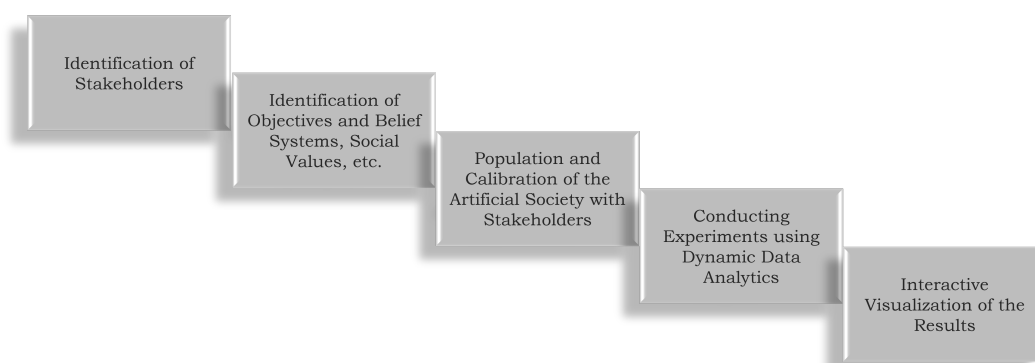 Identification of
Stakeholders
Identification of
Objectives and Belief
Systems, Social
Values, etc.
Population and
Calibration of the
Artificial Society with
Stakeholders
Conducting
Experiments using
Dynamic Data
Analytics
Interactive
Visualization of the
Results